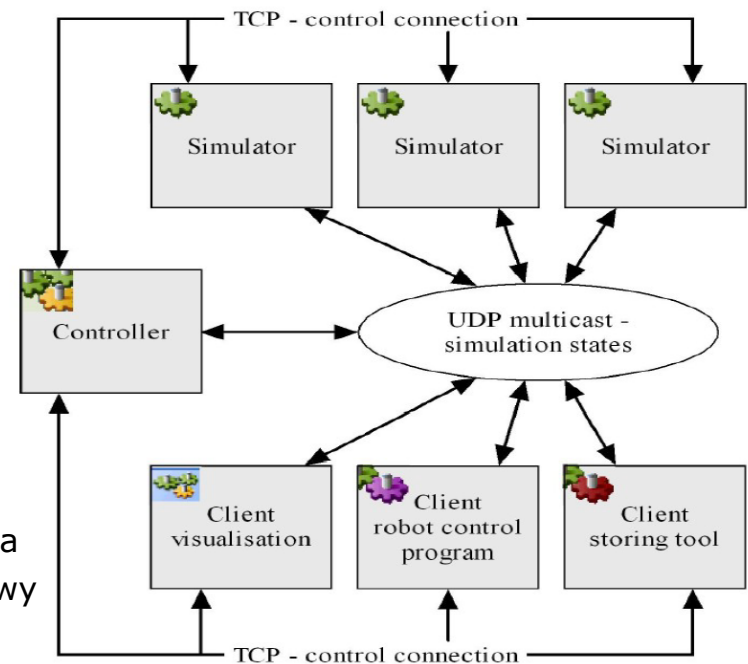 TCP - control connection
Simulator
Simulator
Simulator
Controller
UDP multicast -
simulation states
Client
visualisation
Client
robot control
program
Client
storing tool
a
wy
TCP - control connection